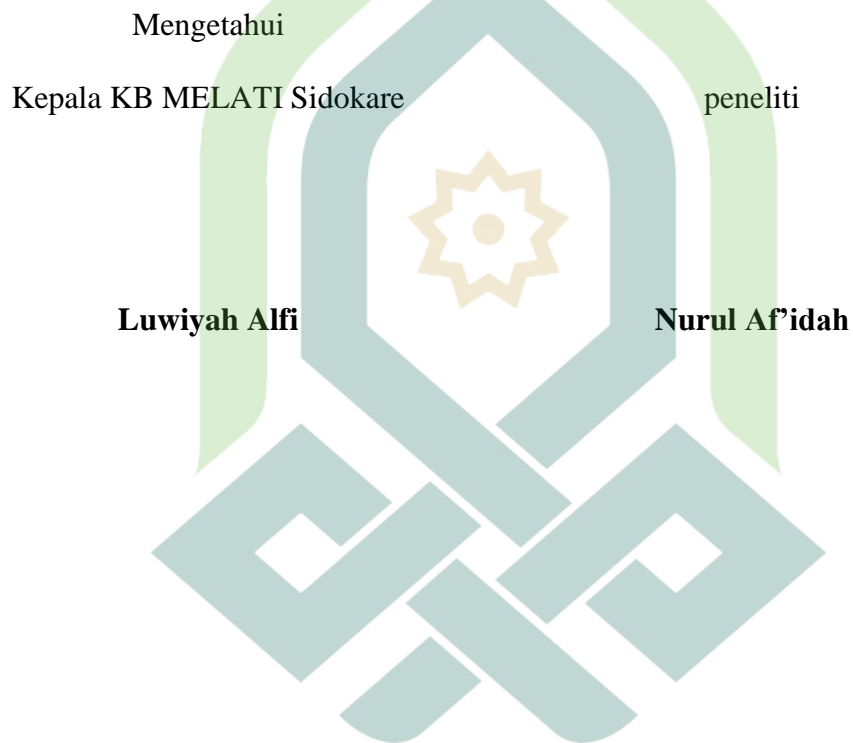 Mengetahui
Kepala KB MELATI Sidokare peneliti
Luwiyah Alfi Nurul Af’idah